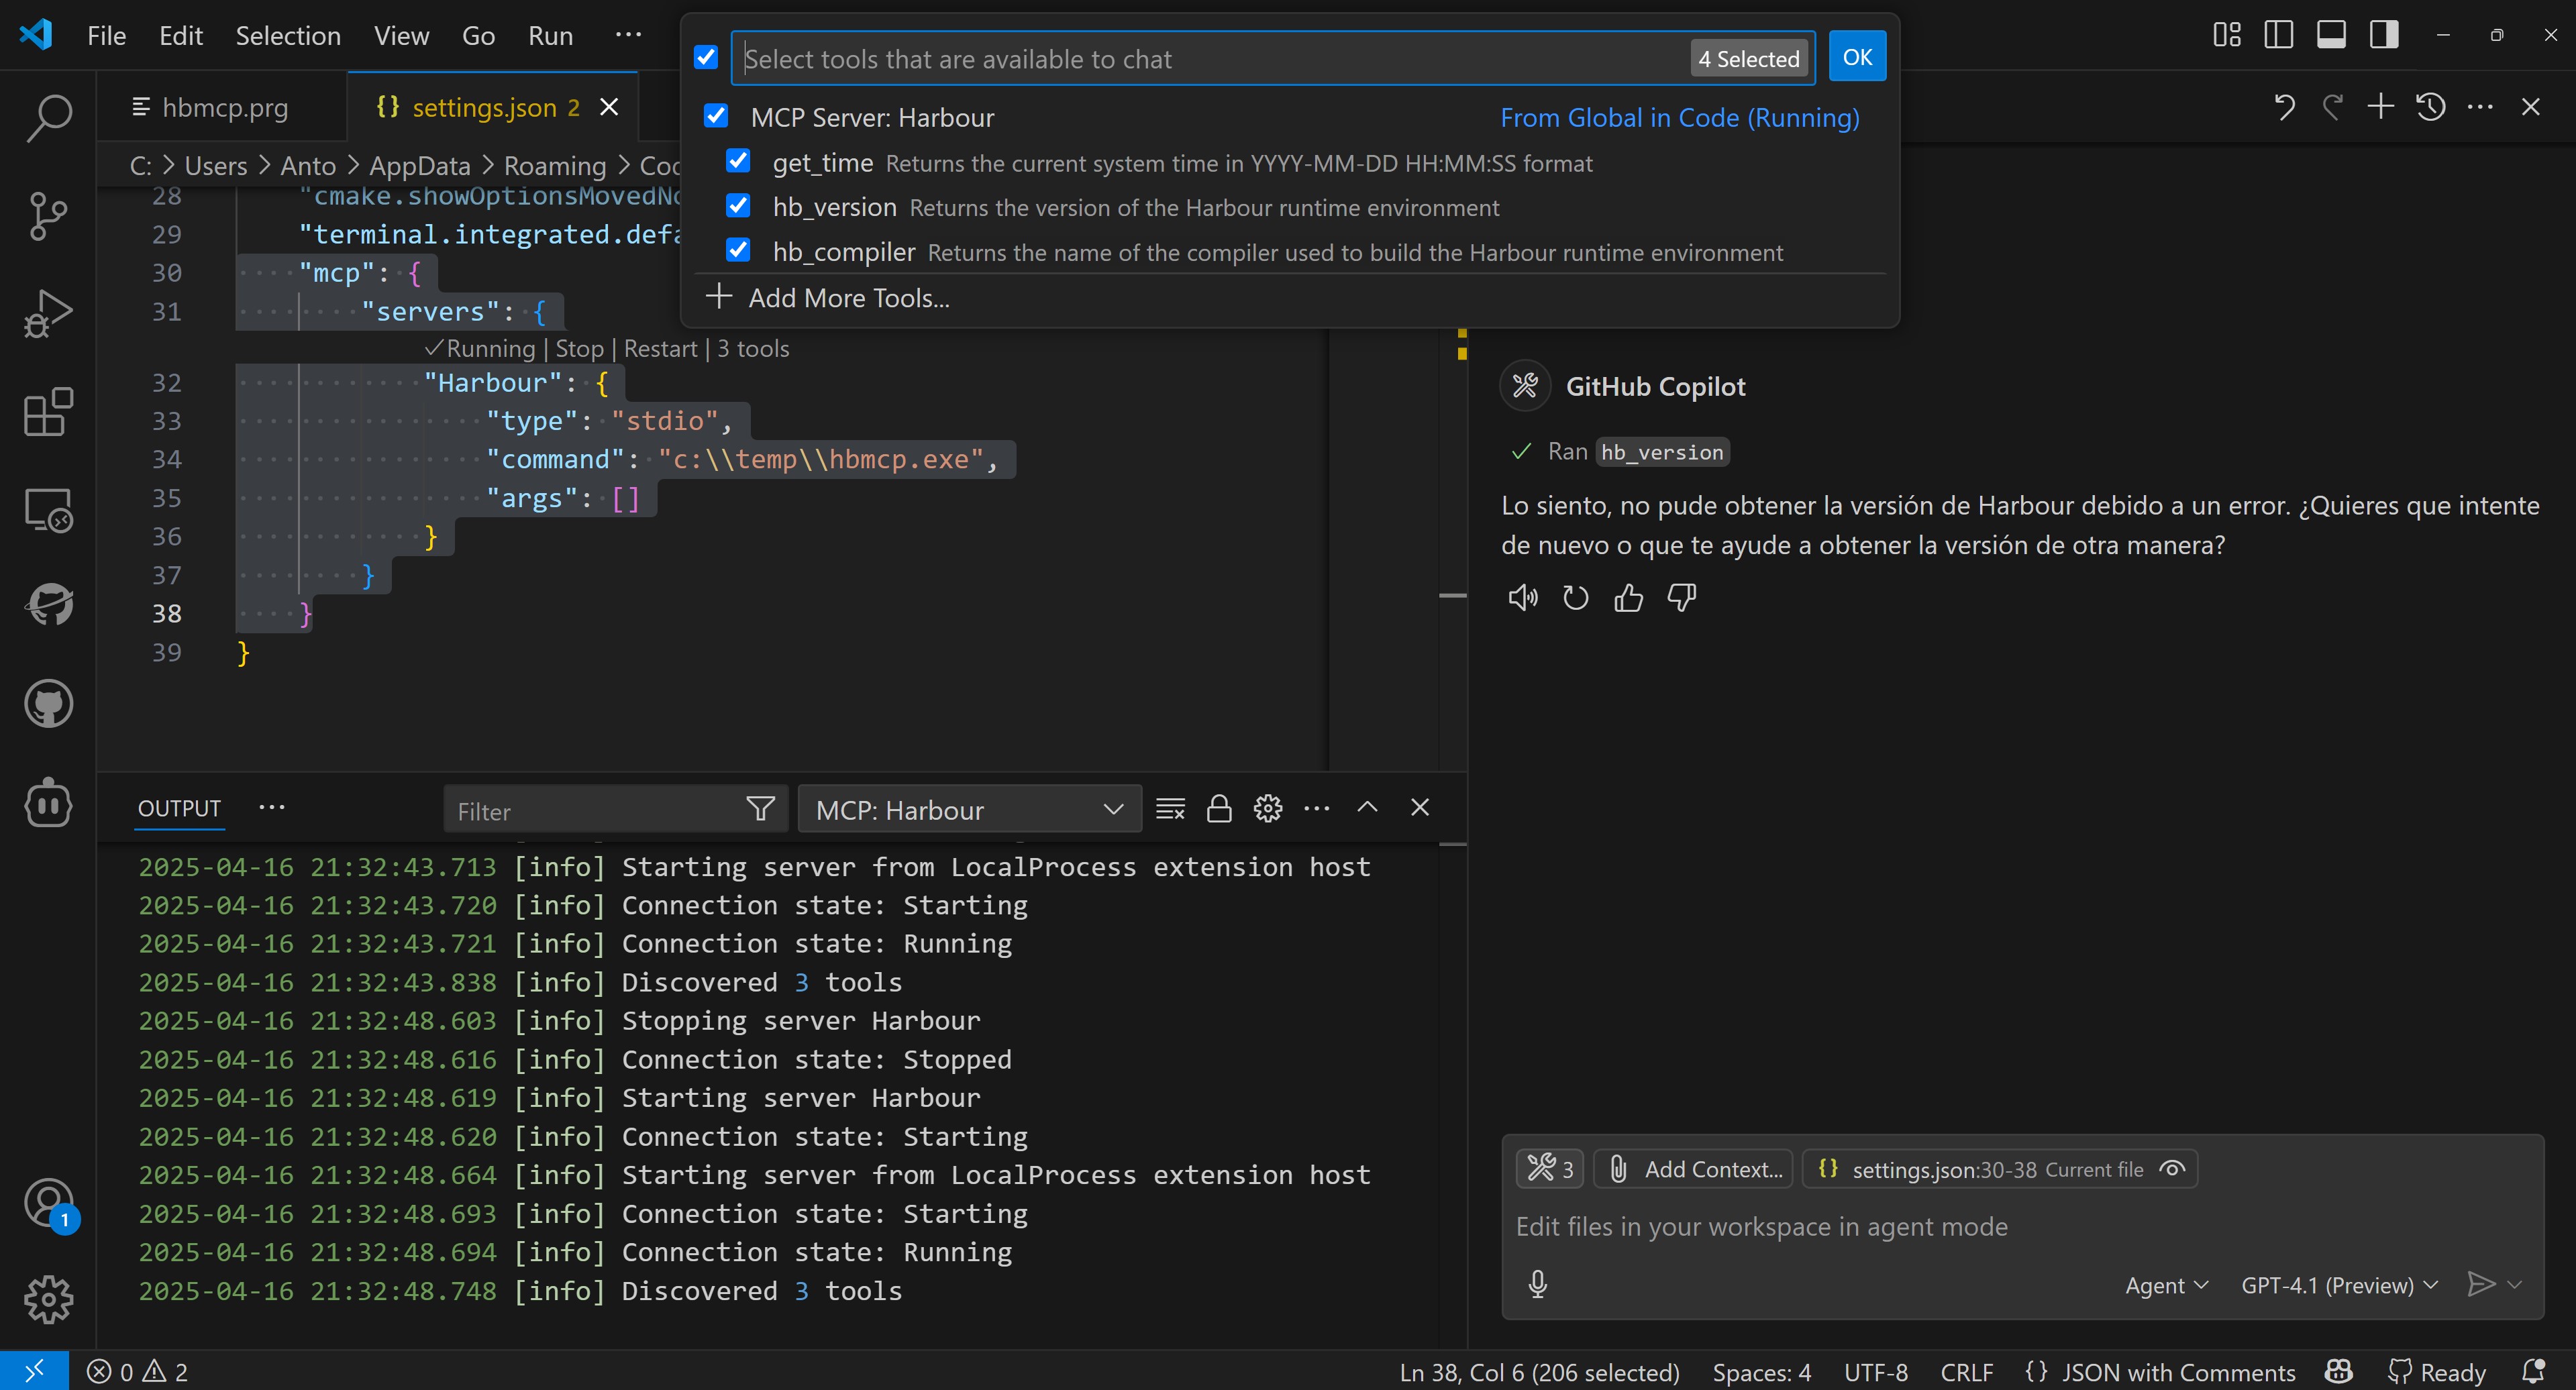 File Edit Selection View Go Run ···
Select tools that are available to chat 4 Selected OK
MCP Server: Harbour From Global in Code (Running)
get_time Returns the current system time in YYYY-MM-DD HH:MM:SS format
hb_version Returns the version of the Harbour runtime environment
hb_compiler Returns the name of the compiler used to build the Harbour runtime environment
Add More Tools...
hbmcp.prg {} settings.json 2
C: > Users > Anto > AppData > Roaming >
28 "cmake.showOptionsMovedNo
29 "terminal.integrated.defa
30 "mcp": {
31 "servers": {
✓Running | Stop | Restart | 3 tools
32 "Harbour": {
33 "type": "stdio",
34 "command": "c:\\temp\\hbmcp.exe",
35 "args": []
36 }
37 }
38 }
39 }
OUTPUT ··· Filter MCP: Harbour
2025-04-16 21:32:43.713 [info] Starting server from LocalProcess extension host
2025-04-16 21:32:43.720 [info] Connection state: Starting
2025-04-16 21:32:43.721 [info] Connection state: Running
2025-04-16 21:32:43.838 [info] Discovered 3 tools
2025-04-16 21:32:48.603 [info] Stopping server Harbour
2025-04-16 21:32:48.616 [info] Connection state: Stopped
2025-04-16 21:32:48.619 [info] Starting server Harbour
2025-04-16 21:32:48.620 [info] Connection state: Starting
2025-04-16 21:32:48.664 [info] Starting server from LocalProcess extension host
2025-04-16 21:32:48.693 [info] Connection state: Starting
2025-04-16 21:32:48.694 [info] Connection state: Running
2025-04-16 21:32:48.748 [info] Discovered 3 tools
GitHub Copilot
✓ Ran hb_version
Lo siento, no pude obtener la versión de Harbour debido a un error. ¿Quieres que intente
de nuevo o que te ayude a obtener la versión de otra manera?
3 Add Context... {} settings.json:30-38 Current file
Edit files in your workspace in agent mode
Agent GPT-4.1 (Preview)
1
0 2 Ln 38, Col 6 (206 selected) Spaces: 4 UTF-8 CRLF {} JSON with Comments Ready